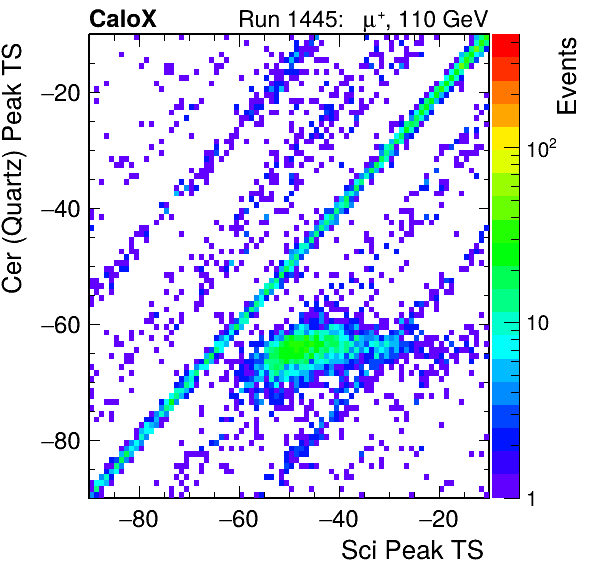 CaloX Run 1445: μ⁺, 110 GeV
Cer (Quartz) Peak TS
Events
−20
−40
−60
−80
10²
10
1
−80 −60 −40 −20
Sci Peak TS